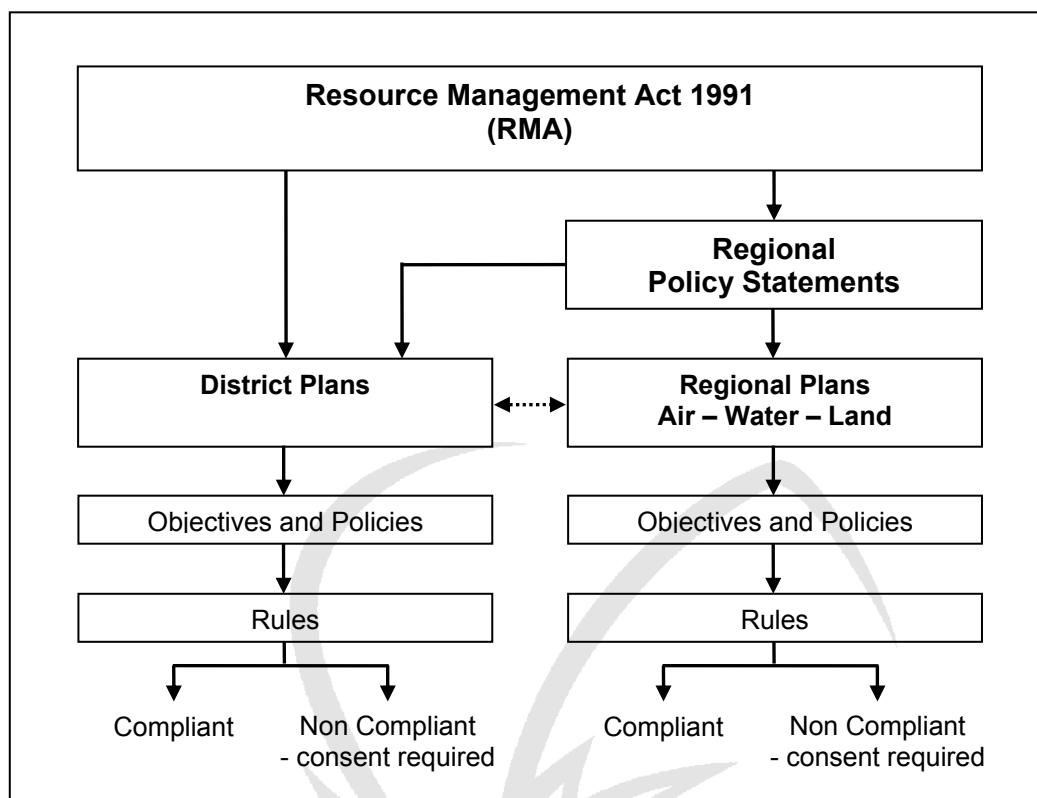 Resource Management Act 1991
(RMA)
Regional
Policy Statements
District Plans
Regional Plans
Air – Water – Land
Objectives and Policies
Objectives and Policies
Rules
Rules
Compliant
Non Compliant
- consent required
Compliant
Non Compliant
- consent required